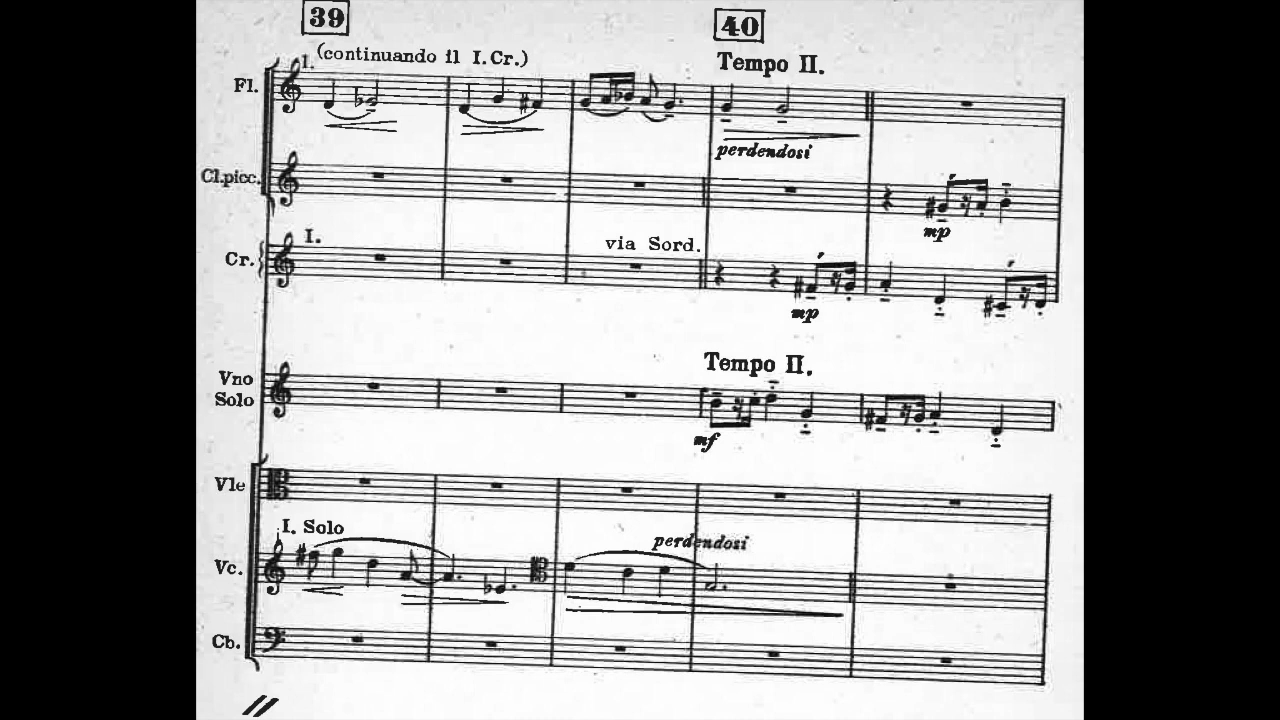 39
40
(continuando il I. Cr.)
Tempo II.
Fl.
I.
perdendosi
Cl.picc.
mp
I.
via Sord.
Cr.
mp
Tempo II.
Vno
Solo
mf
Vle
I. Solo
perdendosi
Vc.
Cb.